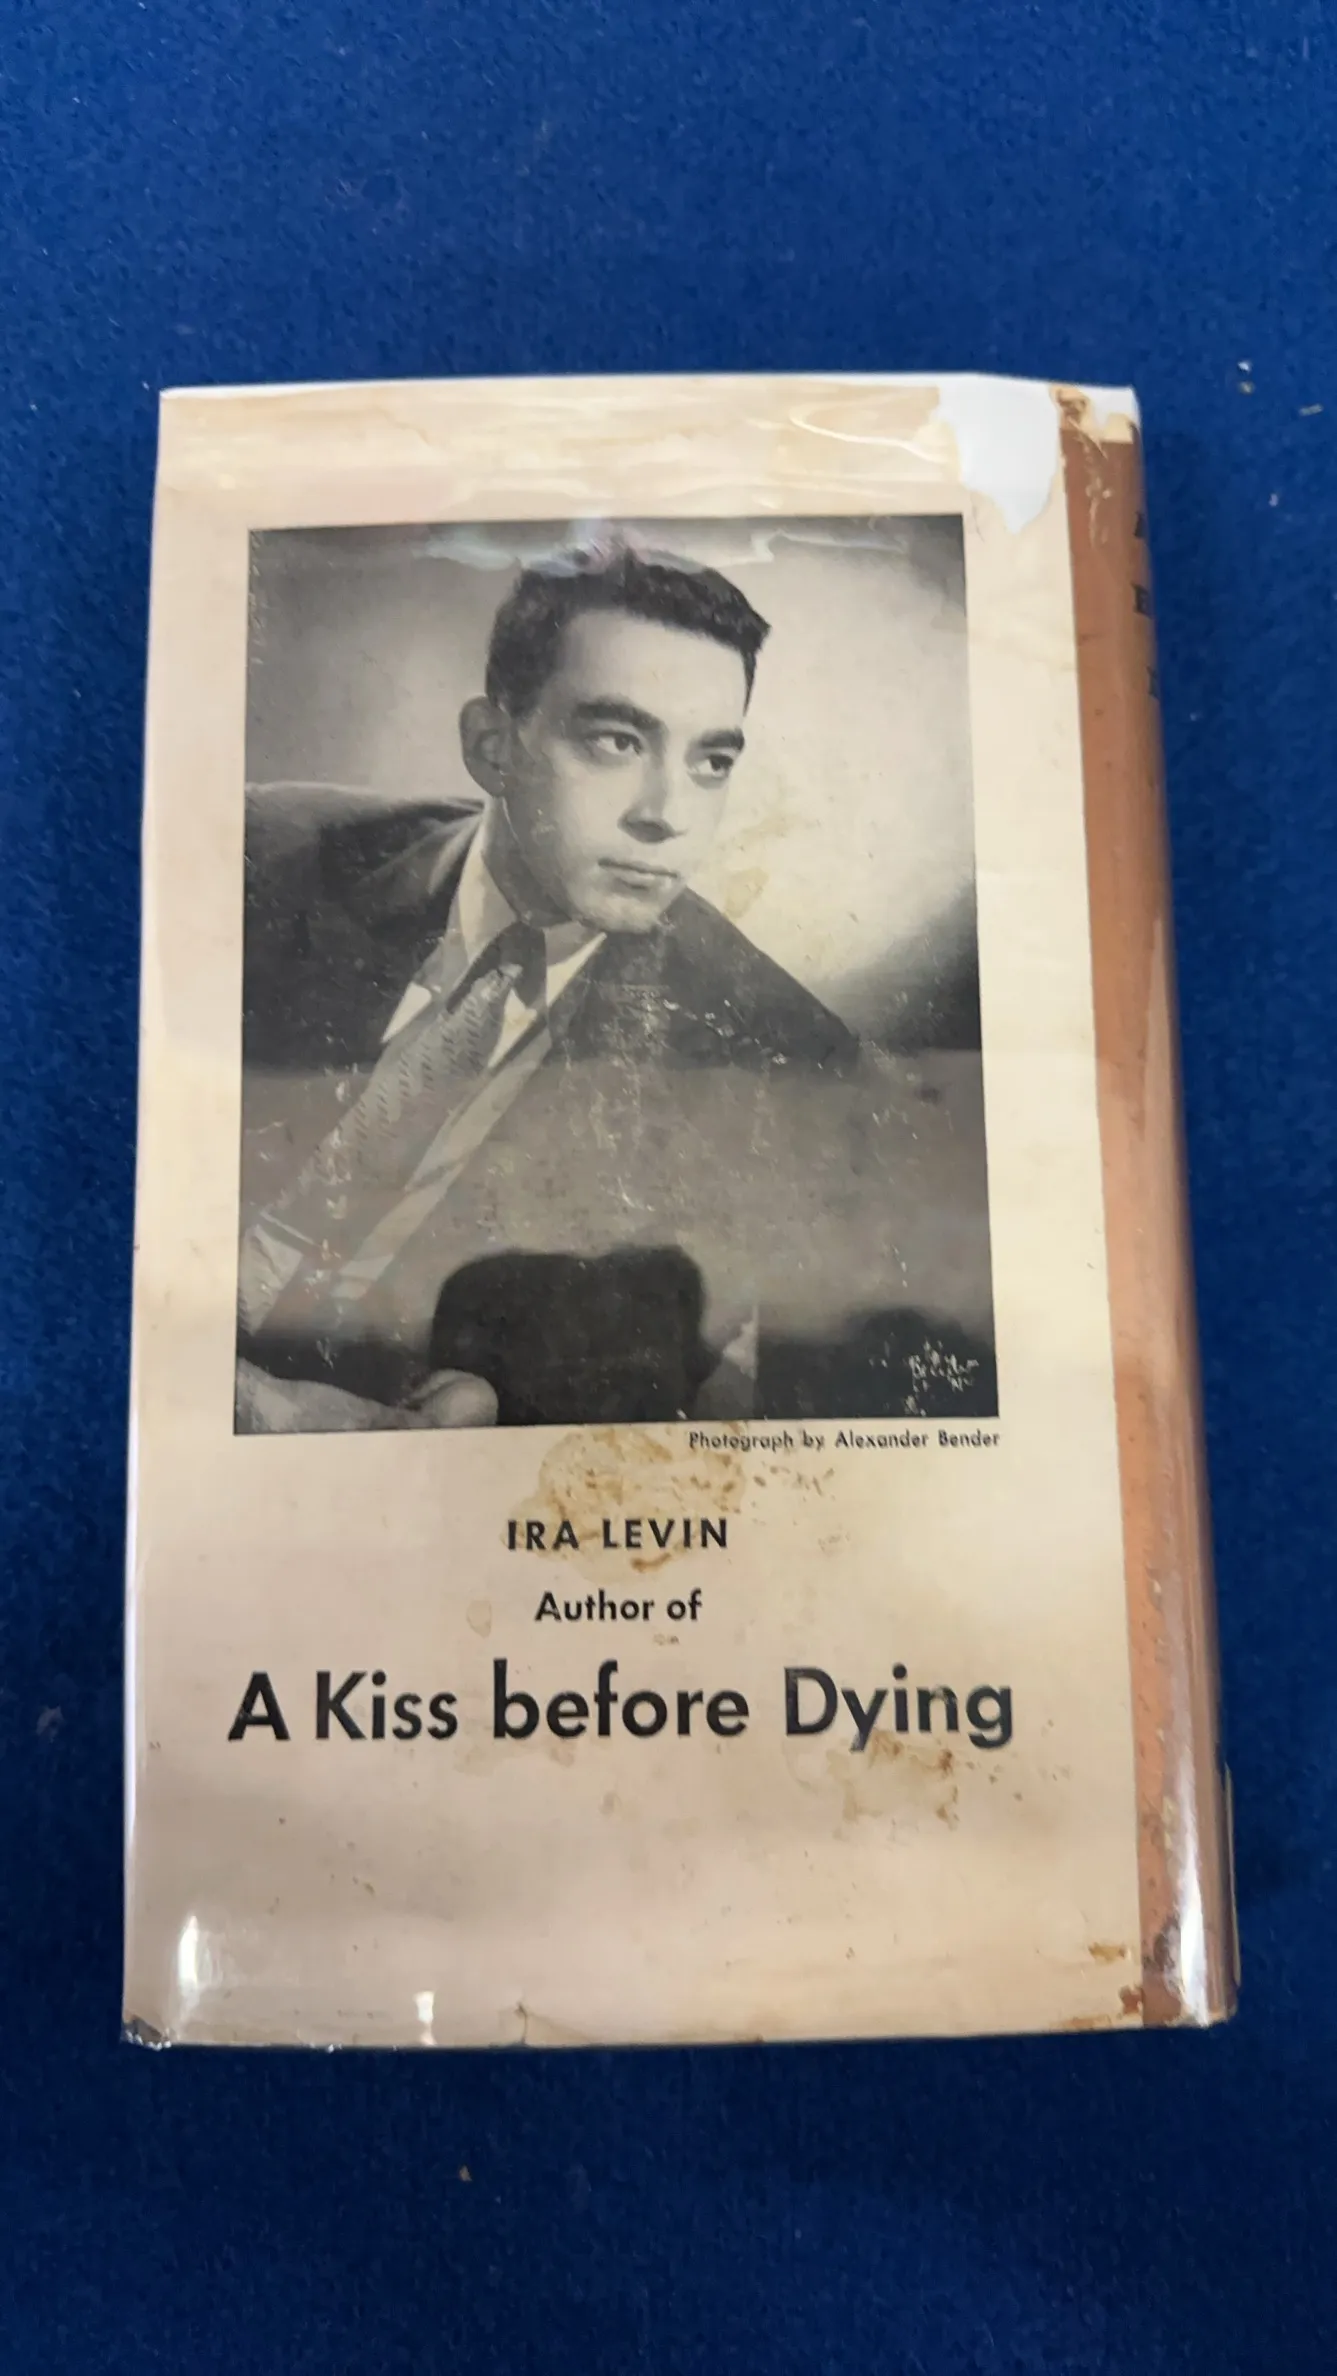 Photograph by Alexander Bender
IRA LEVIN
Author of
A Kiss before Dying